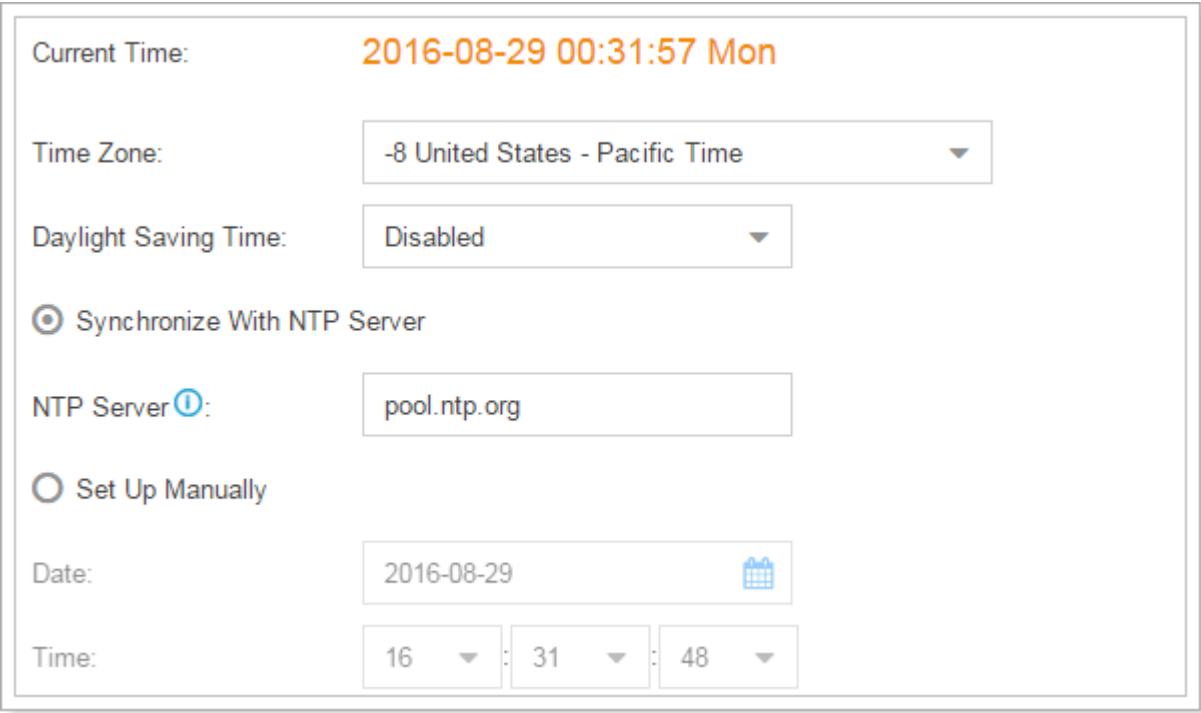 Current Time: 2016-08-29 00:31:57 Mon
Time Zone: -8 United States - Pacific Time
Daylight Saving Time: Disabled
Synchronize With NTP Server
NTP Server: pool.ntp.org
Set Up Manually
Date: 2016-08-29
Time: 16 : 31 : 48